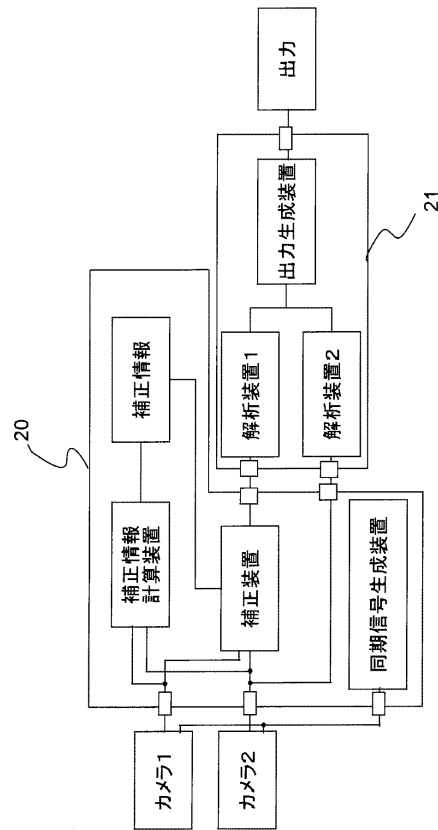 20
カメラ1
カメラ2
補正情報
計算装置
補正情報
補正装置
同期信号生成装置
解析装置1
解析装置2
出力生成装置
出力
21